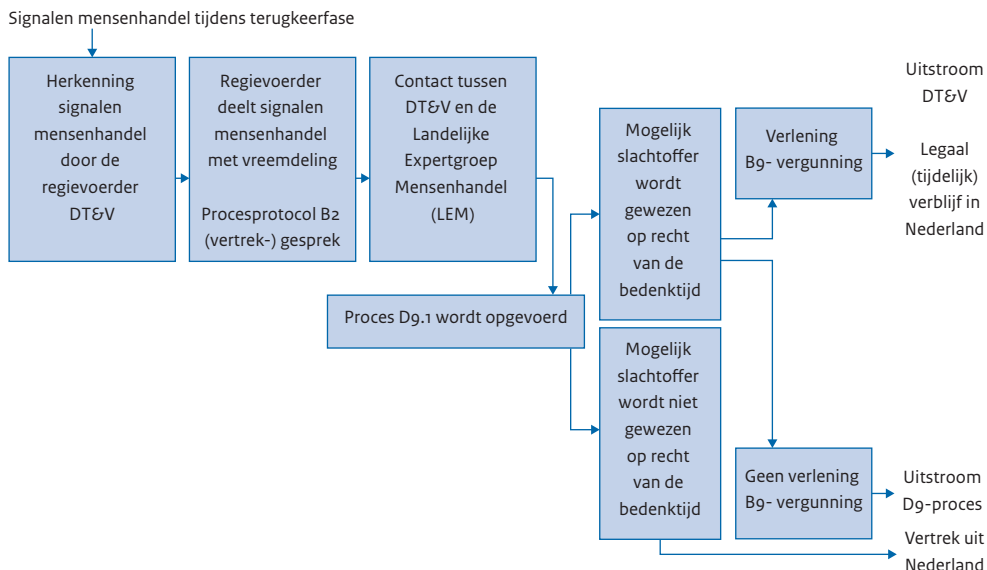 Signalen mensenhandel tijdens terugkeerfase
Herkenning
signalen
mensenhandel
door de
regievoerder
DT&V
Regievoerder
deelt signalen
mensenhandel
met vreemdeling
Procesprotocol B2
(vertrek-) gesprek
Contact tussen
DT&V en de
Landelijke
Expertgroep
Mensenhandel
(LEM)
Proces D9.1 wordt opgevoerd
Mogelijk
slachtoffer
wordt
gewezen
op recht
van de
bedenktijd
Mogelijk
slachtoffer
wordt niet
gewezen
op recht
van de
bedenktijd
Verlening
B9- vergunning
Geen verlening
B9- vergunning
Uitstroom
DT&V
Legaal
(tijdelijk)
verblijf in
Nederland
Uitstroom
D9-proces
Vertrek uit
Nederland